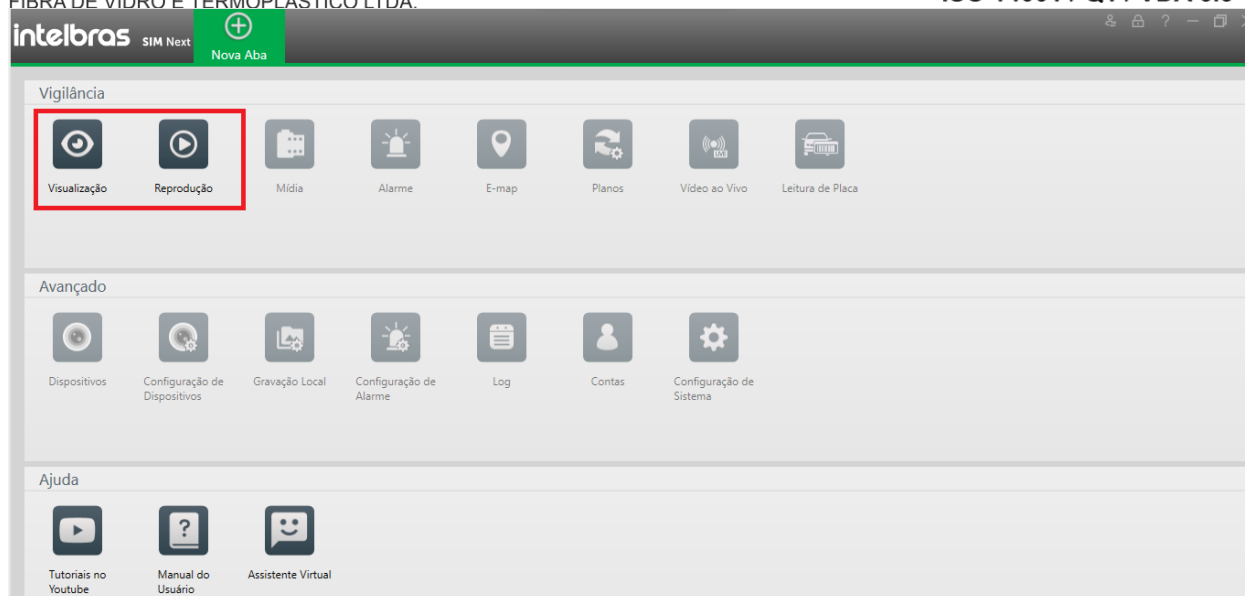 FIBRA DE VIDRO E TERMOPLÁSTICO LTDA.
intelbras SIM Next
Nova Aba
Vigilância
Visualização Reprodução Mídia Alarme E-map Planos Vídeo ao Vivo Leitura de Placa
Avançado
Dispositivos Configuração de Gravação Local Configuração de Log Contas Configuração de
Dispositivos Alarme Sistema
Ajuda
Tutoriais no Manual do Assistente Virtual
Youtube Usuário